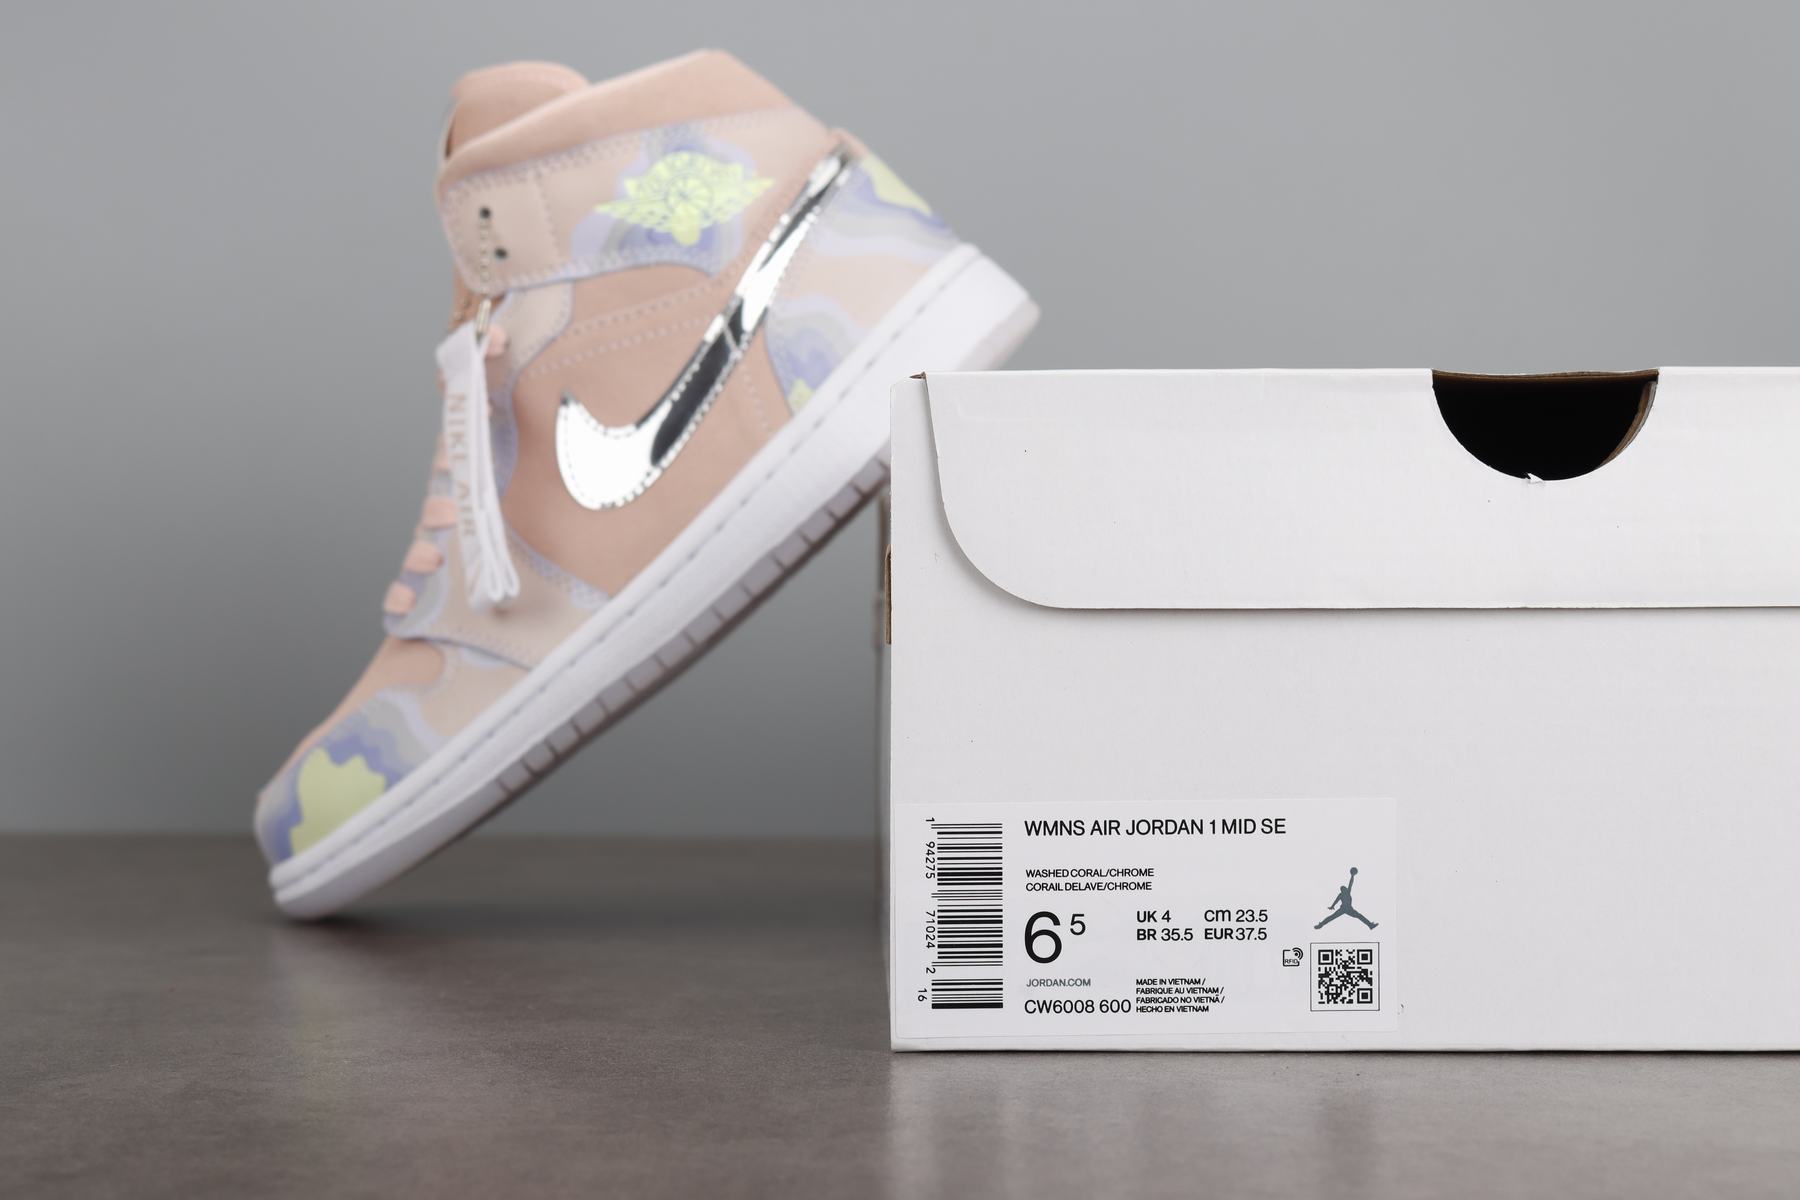 NIKE AIR
WMNS AIR JORDAN 1 MID SE
WASHED CORAL/CHROME
CORAIL DELAVE/CHROME
6 5
UK 4 CM 23.5
BR 35.5 EUR 37.5
RFID
JORDAN.COM
CW6008 600
MADE IN VIETNAM /
FABRIQUE AU VIETNAM /
FABRICADO NO VIETNÃ /
HECHO EN VIETNAM
1 94275 71024 2 16